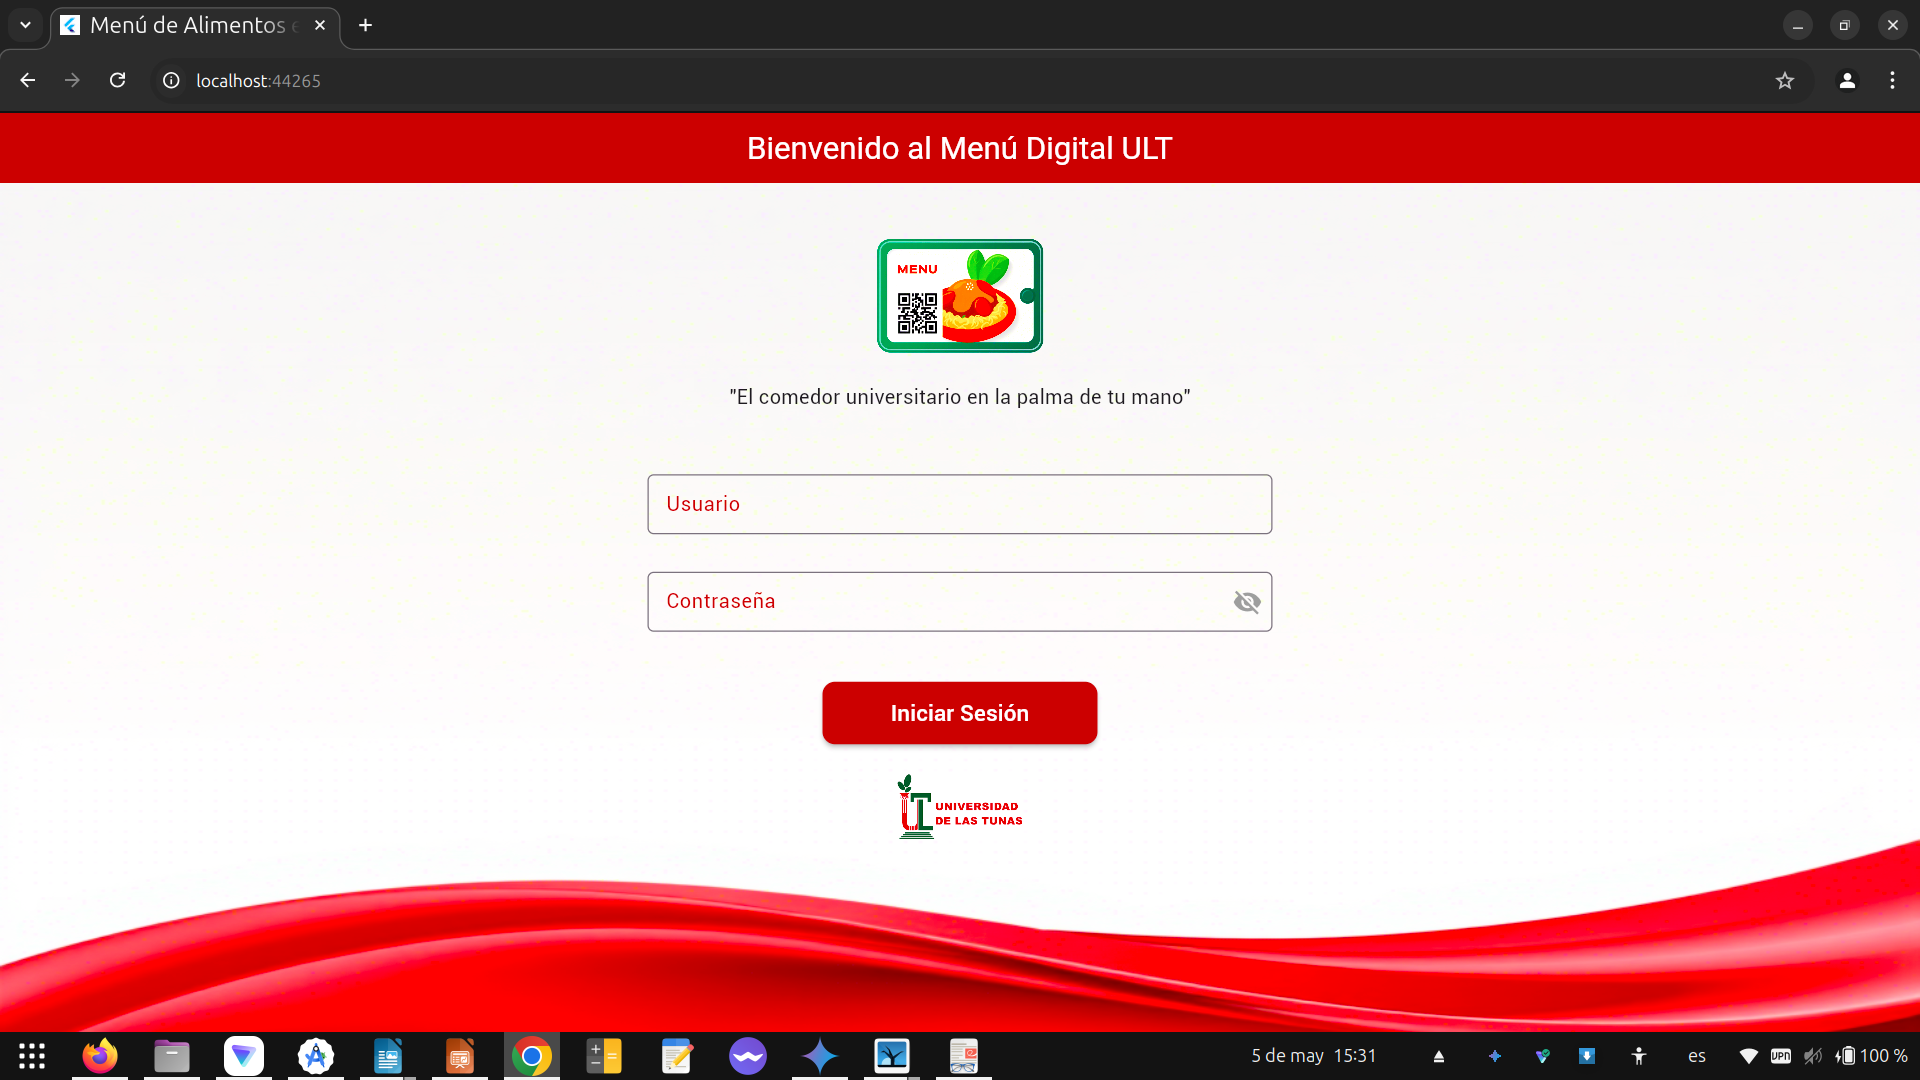 Menú de Alimentos
localhost:44265
Bienvenido al Menú Digital ULT
MENU
"El comedor universitario en la palma de tu mano"
Usuario
Contraseña
Iniciar Sesión
UNIVERSIDAD
DE LAS TUNAS
5 de may 15:31
es
VPN
100 %